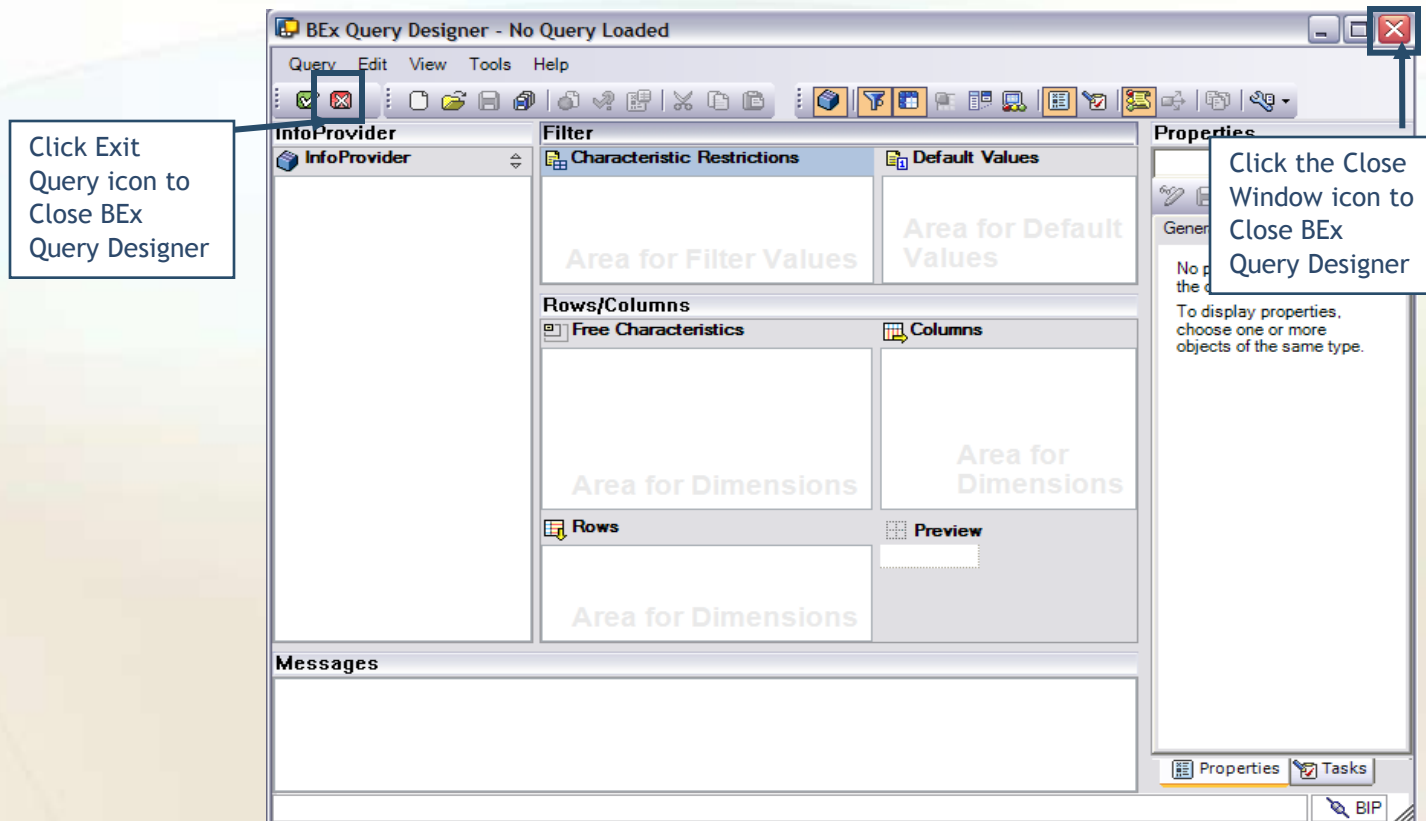 BEx Query Designer - No Query Loaded
Query Edit View Tools Help
Click Exit
Query icon to
Close BEx
Query Designer
InfoProvider
InfoProvider
Filter
Characteristic Restrictions
Area for Filter Values
Default Values
Area for Default
Values
Rows/Columns
Free Characteristics
Area for Dimensions
Columns
Area for
Dimensions
Rows
Area for Dimensions
Preview
Properties
Click the Close
Window icon to
Close BEx
Query Designer
To display properties,
choose one or more
objects of the same type.
Properties Tasks
Messages
BIP